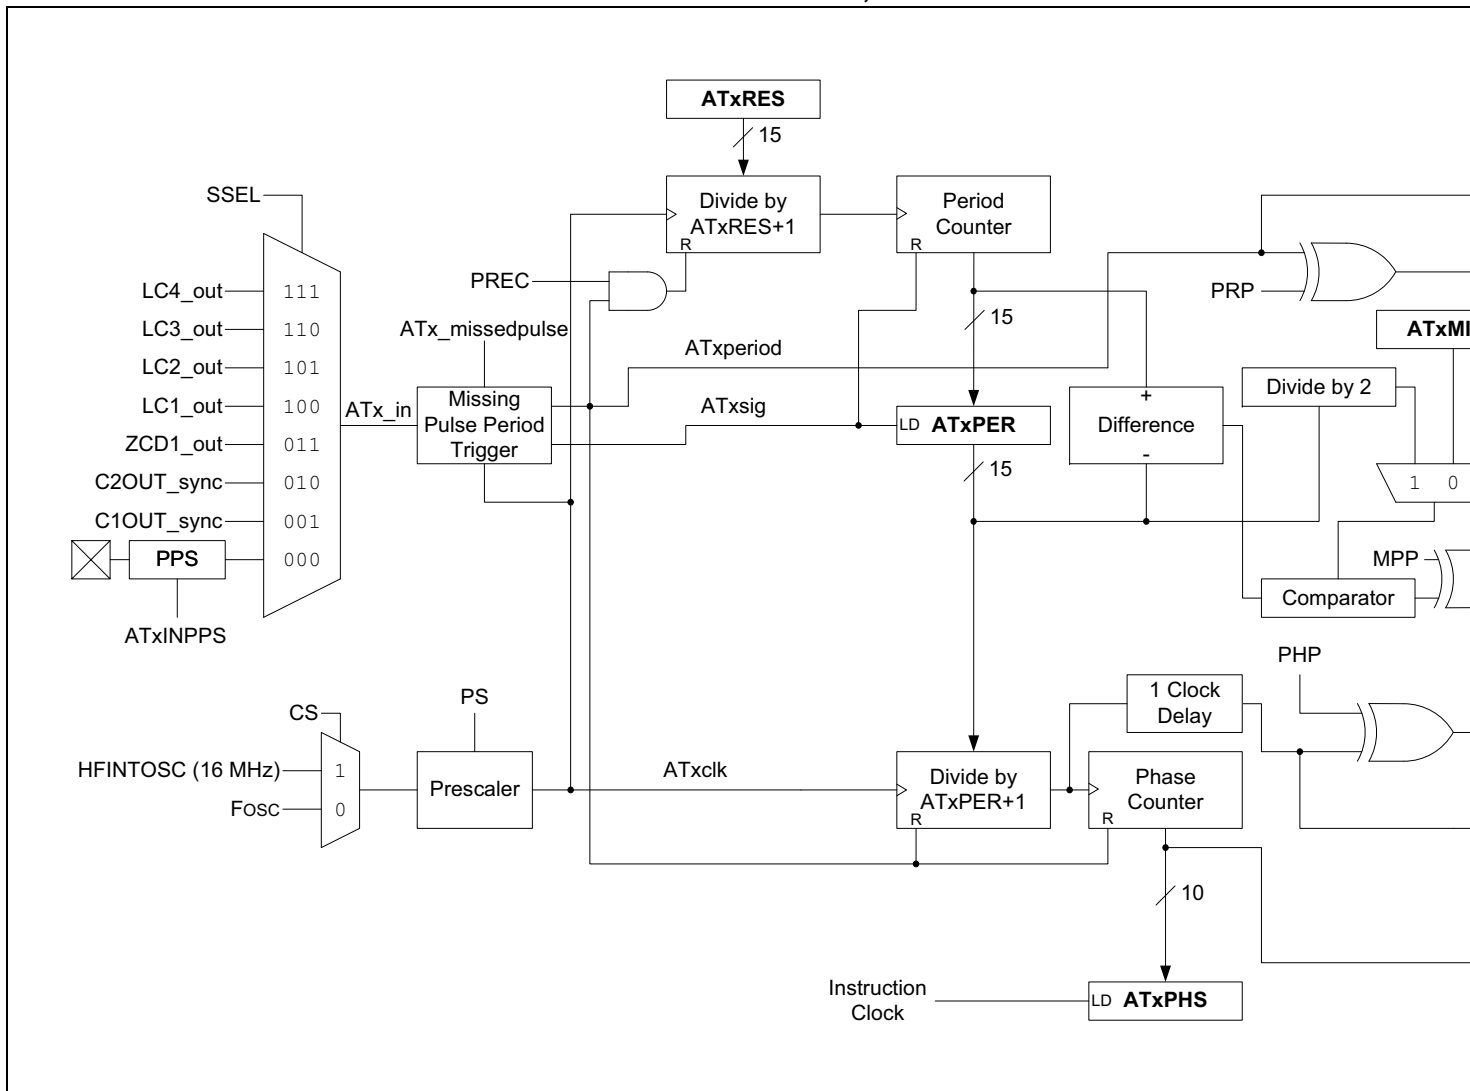 ATxRES
15
SSEL
Divide by
ATxRES+1
R
Period
Counter
R
PREC
PRP
LC4_out
111
LC3_out
110
LC2_out
101
LC1_out
100
ZCD1_out
011
C2OUT_sync
010
C1OUT_sync
001
PPS
000
ATxINPPS
ATx_in
ATx_missedpulse
Missing
Pulse Period
Trigger
ATxperiod
ATxsig
15
LD ATxPER
15
+
Difference
-
ATxMI
Divide by 2
1 0
MPP
Comparator
PHP
1 Clock
Delay
CS
PS
HFINTOSC (16 MHz)
1
FOSC
0
Prescaler
ATxclk
Divide by
ATxPER+1
R
Phase
Counter
R
10
Instruction
Clock
LD ATxPHS